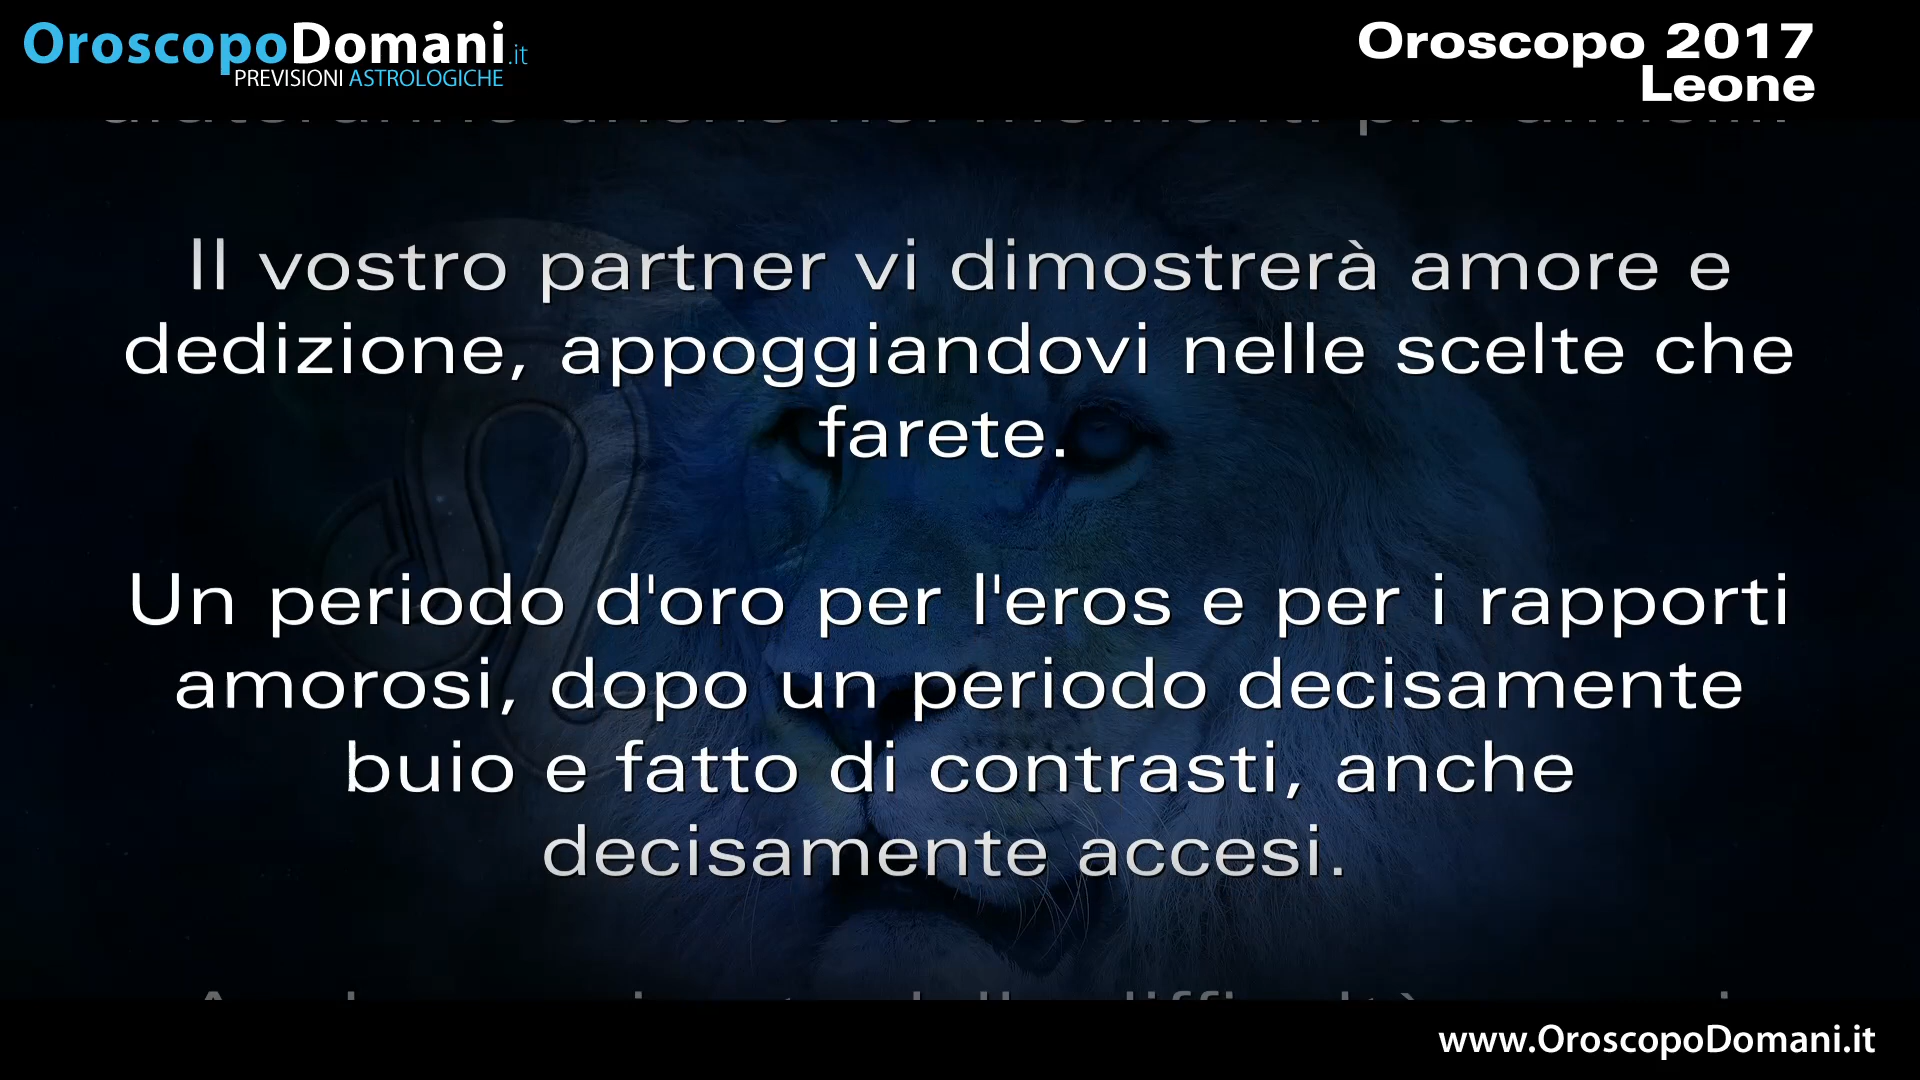 OroscopoDomani.it
PREVISIONI ASTROLOGICHE
Oroscopo 2017
Leone
Il vostro partner vi dimostrerà amore e
dedizione, appoggiandovi nelle scelte che
farete.
Un periodo d'oro per l'eros e per i rapporti
amorosi, dopo un periodo decisamente
buio e fatto di contrasti, anche
decisamente accesi.
www.OroscopoDomani.it